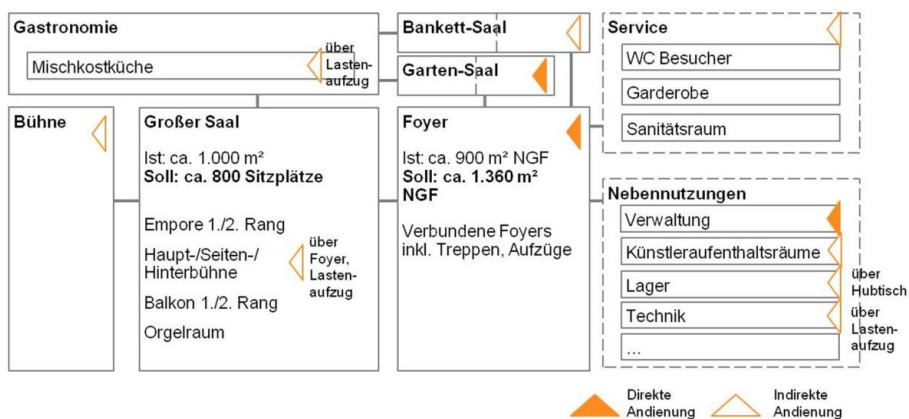 Gastronomie
Mischkostküche
über
Lasten-
aufzug
Bankett-Saal
Garten-Saal
Service
WC Besucher
Garderobe
Sanitätsraum
Bühne
Großer Saal
Ist: ca. 1.000 m²
Soll: ca. 800 Sitzplätze
Empore 1./2. Rang
Haupt-/Seiten-/
Hinterbühne
über
Foyer,
Lasten-
aufzug
Balkon 1./2. Rang
Orgelraum
Foyer
Ist: ca. 900 m² NGF
Soll: ca. 1.360 m²
NGF
Verbundene Foyers
inkl. Treppen, Aufzüge
Nebennutzungen
Verwaltung
Künstleraufenthaltsräume
Lager
über
Hubtisch
Technik
über
Lasten-
aufzug
...
Direkte
Andienung
Indirekte
Andienung